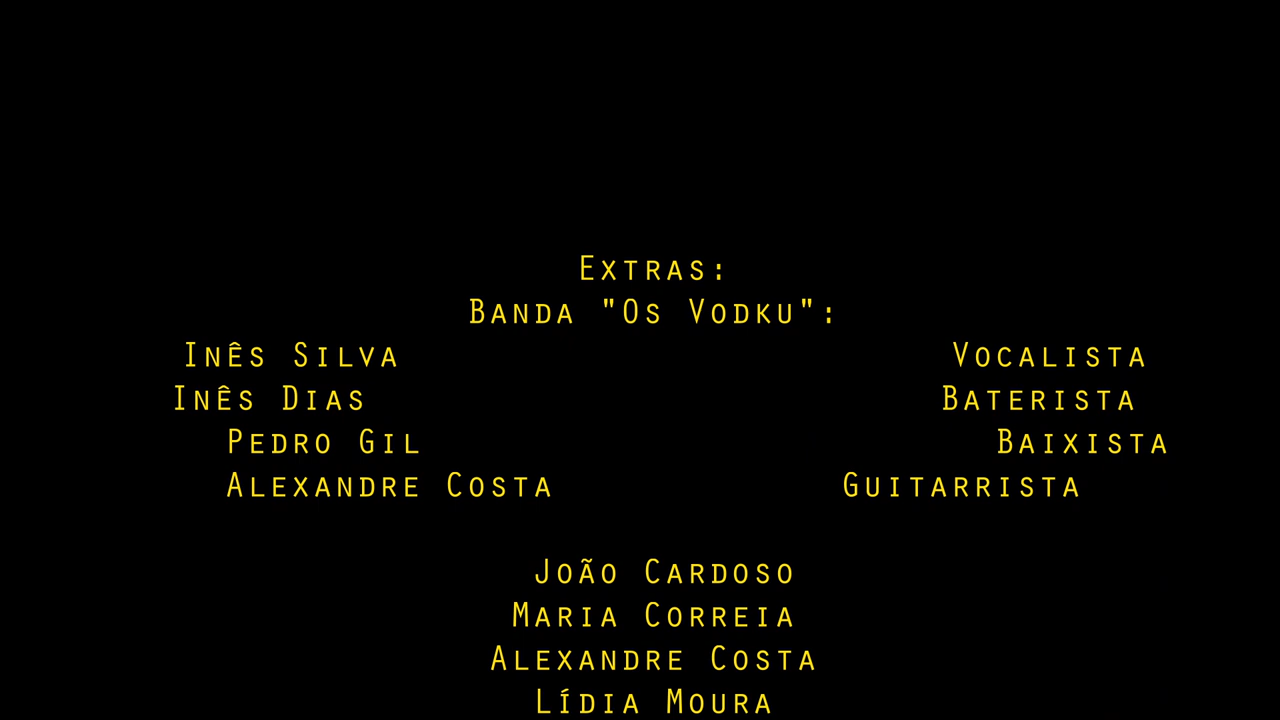 Extras:
Banda "Os Vodku":
Inês Silva Vocalista
Inês Dias Baterista
Pedro Gil Baixista
Alexandre Costa Guitarrista
João Cardoso
Maria Correia
Alexandre Costa
Lídia Moura